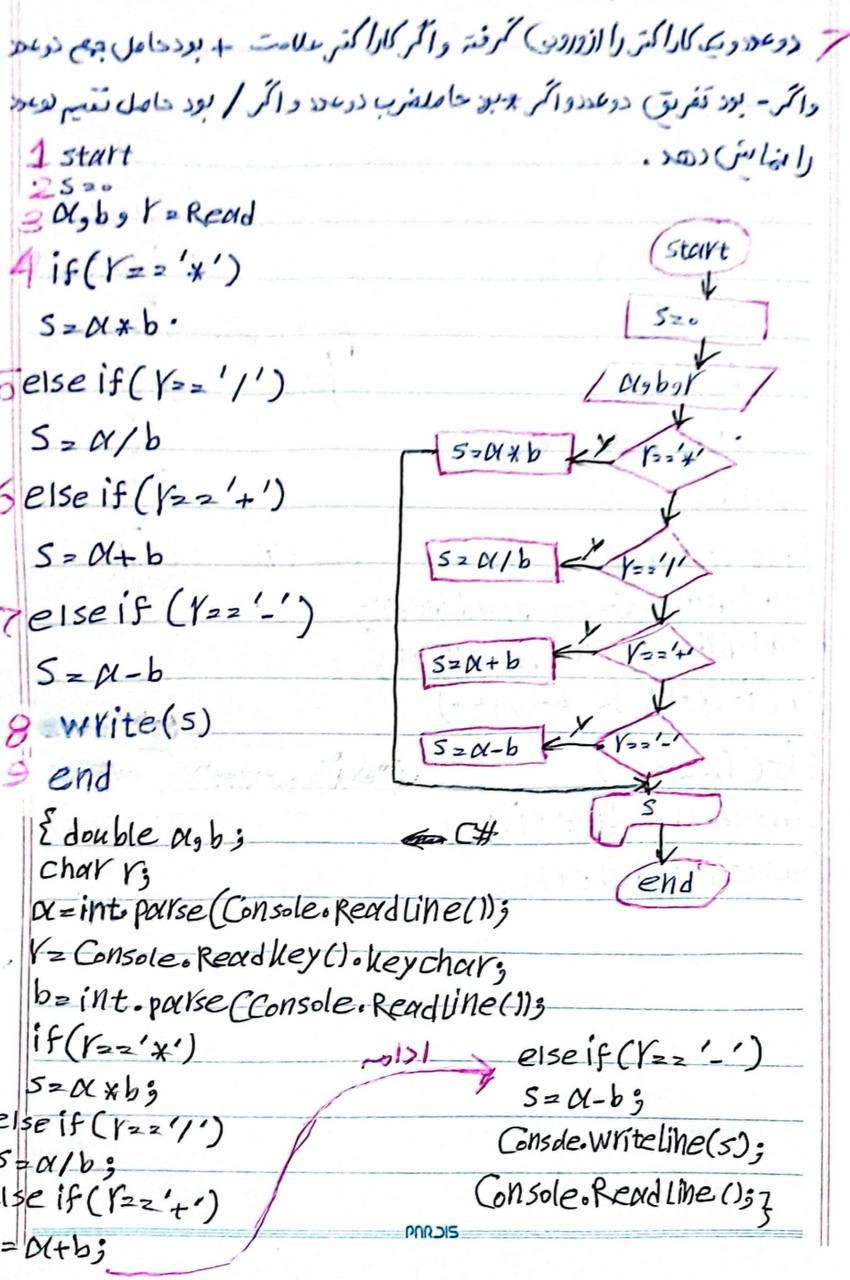 7 دو عدد و یک کاراکتر را از ورودی گرفته و اگر کاراکتر علامت + بود حاصل جمع دو عدد
و اگر - بود تفریق دو عدد و اگر * بود حاصلضرب دو عدد و اگر / بود حاصل تقسیم دو عدد
را نمایش دهد.
1 start
2 s=0
3 a,b,r=Read
4 if(r=='*')
s=a*b.
5 else if(r=='/')
s=a/b
6 else if(r=='+')
s=a+b
7 else if (r=='-')
s=a-b
8 write(s)
9 end
start
s=0
a,b,r
r=='*'
y
s=a*b
r=='/'
y
s=a/b
r=='+'
y
s=a+b
r=='-'
y
s=a-b
s
end
C#
{ double a,b;
char r;
a=int.parse(Console.ReadLine());
r=Console.Readkey().keychar;
b=int.parse(Console.ReadLine());
if(r=='*')
s=a*b;
else if(r=='/')
s=a/b;
lse if(r=='+')
=a+b;
ادامه
else if(r=='-')
s=a-b;
Console.writeline(s);
Console.ReadLine();}
PARDIS